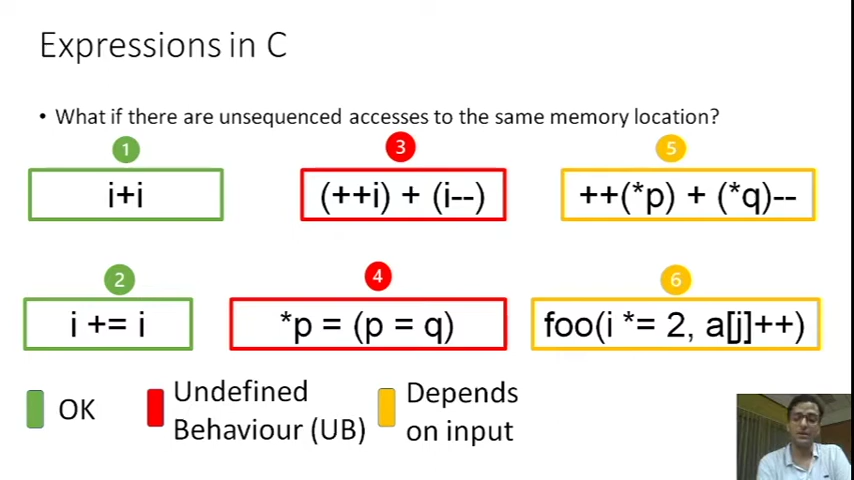 Expressions in C
• What if there are unsequenced accesses to the same memory location?
1
3
5
i+i
(++i) + (i--)
++(*p) + (*q)--
2
4
6
i += i
*p = (p = q)
foo(i *= 2, a[j]++)
OK
Undefined
Behaviour (UB)
Depends
on input